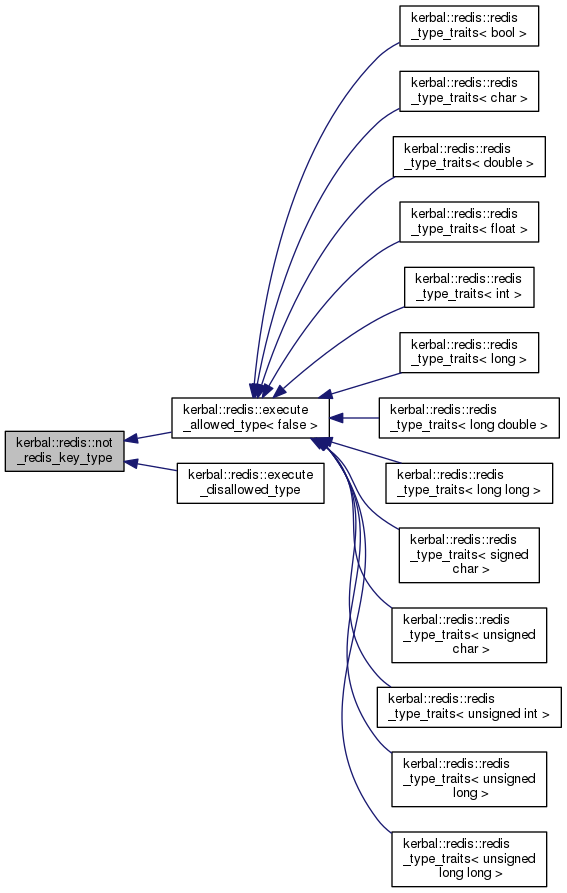 kerbal::redis::redis
_type_traits< bool >
kerbal::redis::redis
_type_traits< char >
kerbal::redis::redis
_type_traits< double >
kerbal::redis::redis
_type_traits< float >
kerbal::redis::redis
_type_traits< int >
kerbal::redis::redis
_type_traits< long >
kerbal::redis::execute
_allowed_type< false >
kerbal::redis::redis
_type_traits< long double >
kerbal::redis::not
_redis_key_type
kerbal::redis::execute
_disallowed_type
kerbal::redis::redis
_type_traits< long long >
kerbal::redis::redis
_type_traits< signed
char >
kerbal::redis::redis
_type_traits< unsigned
char >
kerbal::redis::redis
_type_traits< unsigned int >
kerbal::redis::redis
_type_traits< unsigned
long >
kerbal::redis::redis
_type_traits< unsigned
long long >